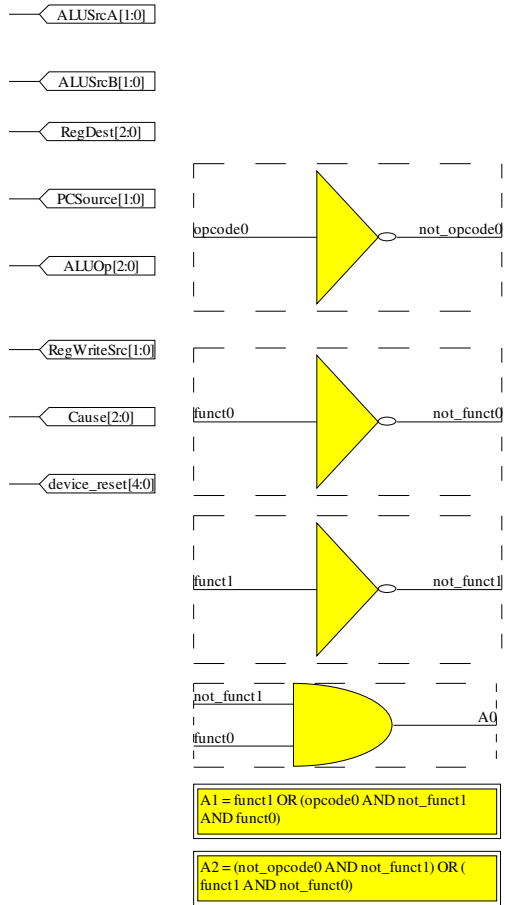 ALUSrcA[1:0]
ALUSrcB[1:0]
RegDest[2:0]
PCSource[1:0]
ALUOp[2:0]
RegWriteSrc[1:0]
Cause[2:0]
device_reset[4:0]
opcode0
not_opcode0
funct0
not_funct0
funct1
not_funct1
not_funct1
funct0
A0
A1 = funct1 OR (opcode0 AND not_funct1
AND funct0)
A2 = (not_opcode0 AND not_funct1) OR (
funct1 AND not_funct0)